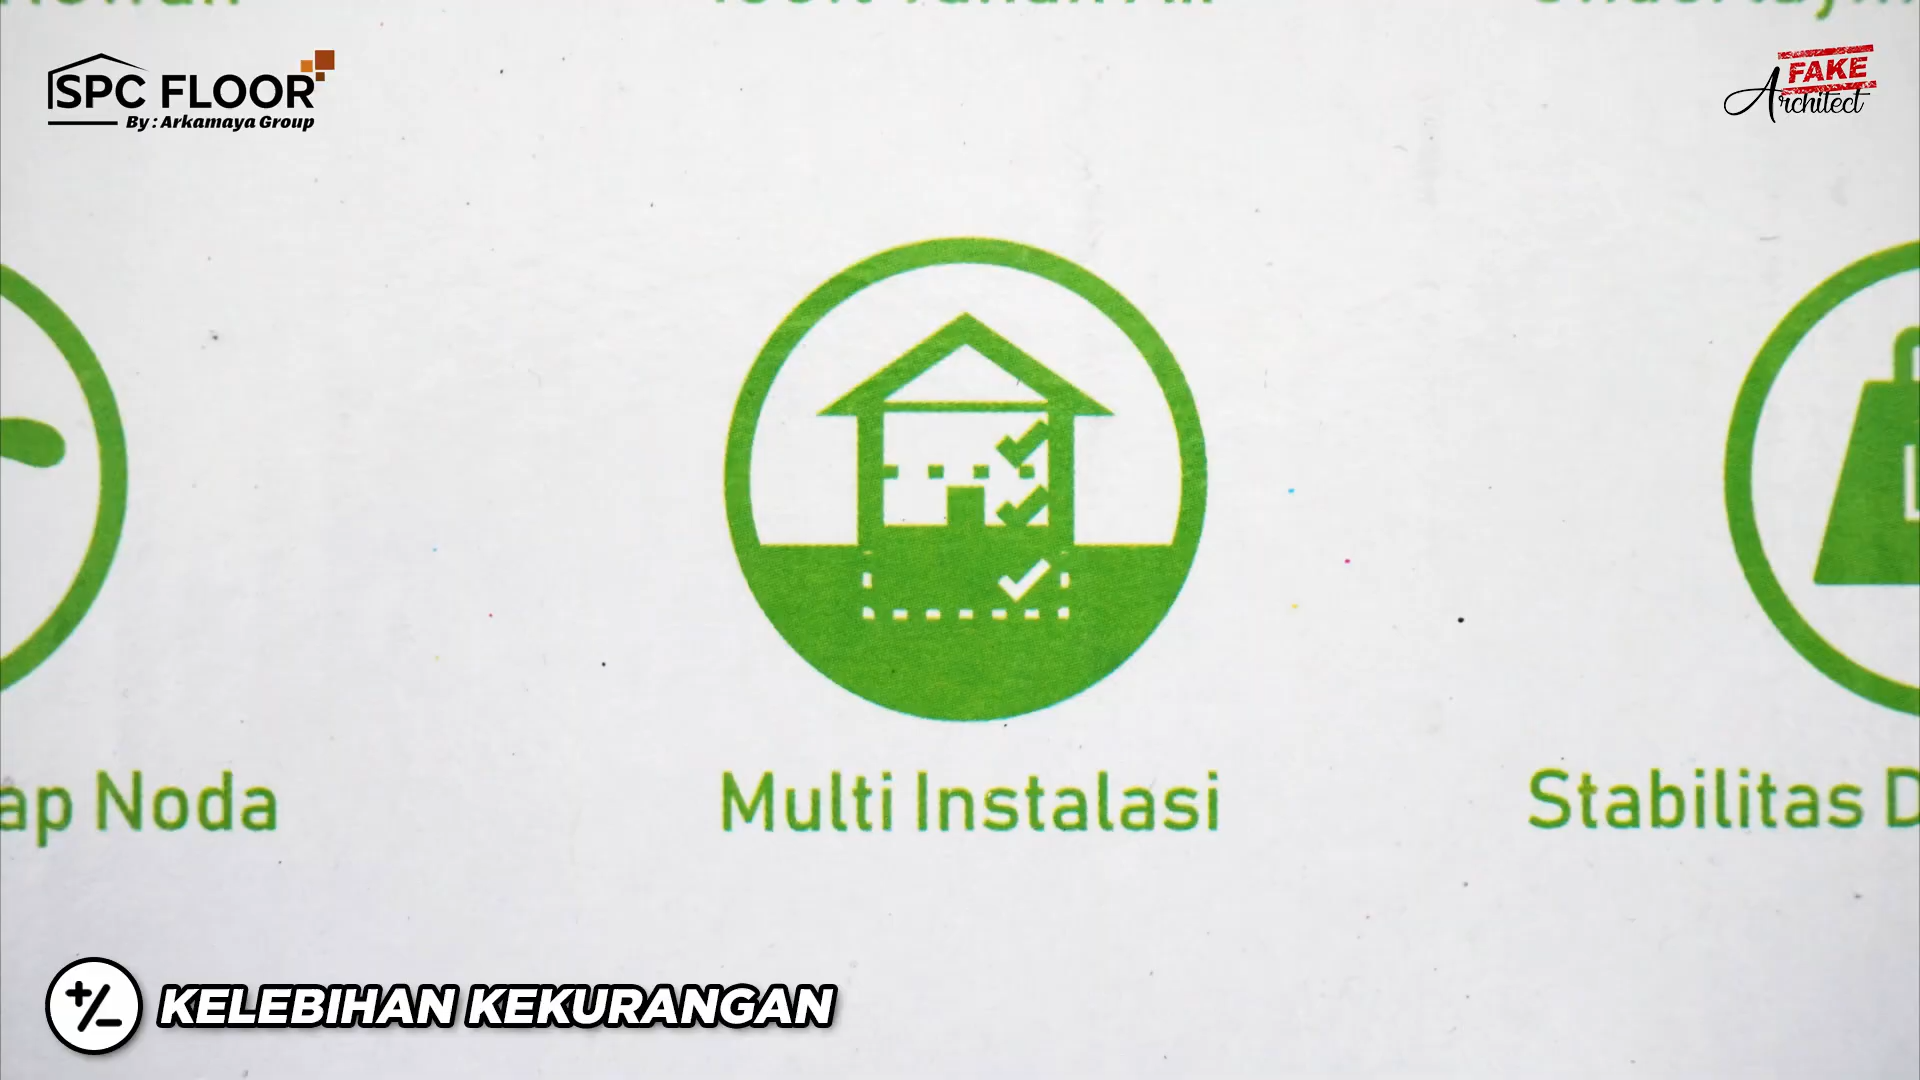 SPC FLOOR
By : Arkamaya Group
FAKE
Architect
ap Noda
Multi Instalasi
Stabilitas D
KELEBIHAN KEKURANGAN